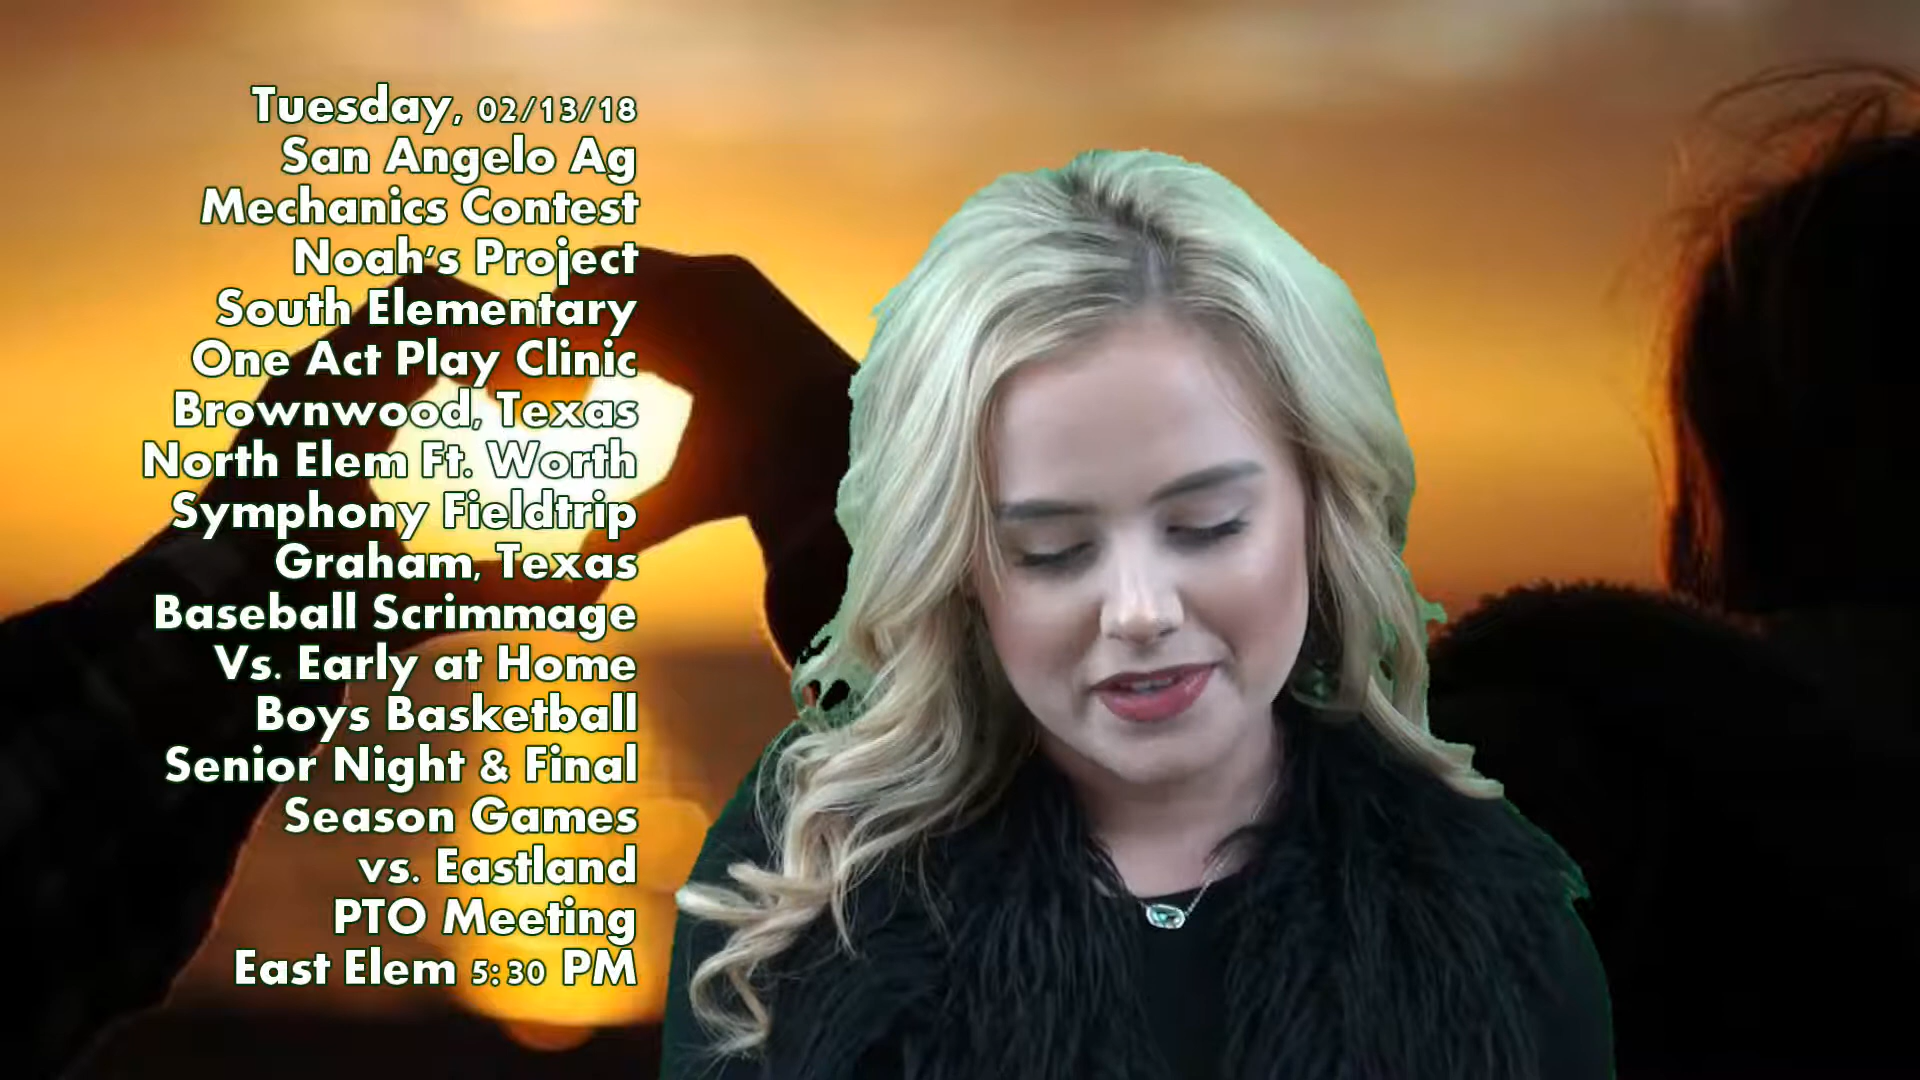 Tuesday, 02/13/18
San Angelo Ag
Mechanics Contest
Noah's Project
South Elementary
One Act Play Clinic
Brownwood, Texas
North Elem Ft. Worth
Symphony Fieldtrip
Graham, Texas
Baseball Scrimmage
Vs. Early at Home
Boys Basketball
Senior Night & Final
Season Games
vs. Eastland
PTO Meeting
East Elem 5:30 PM